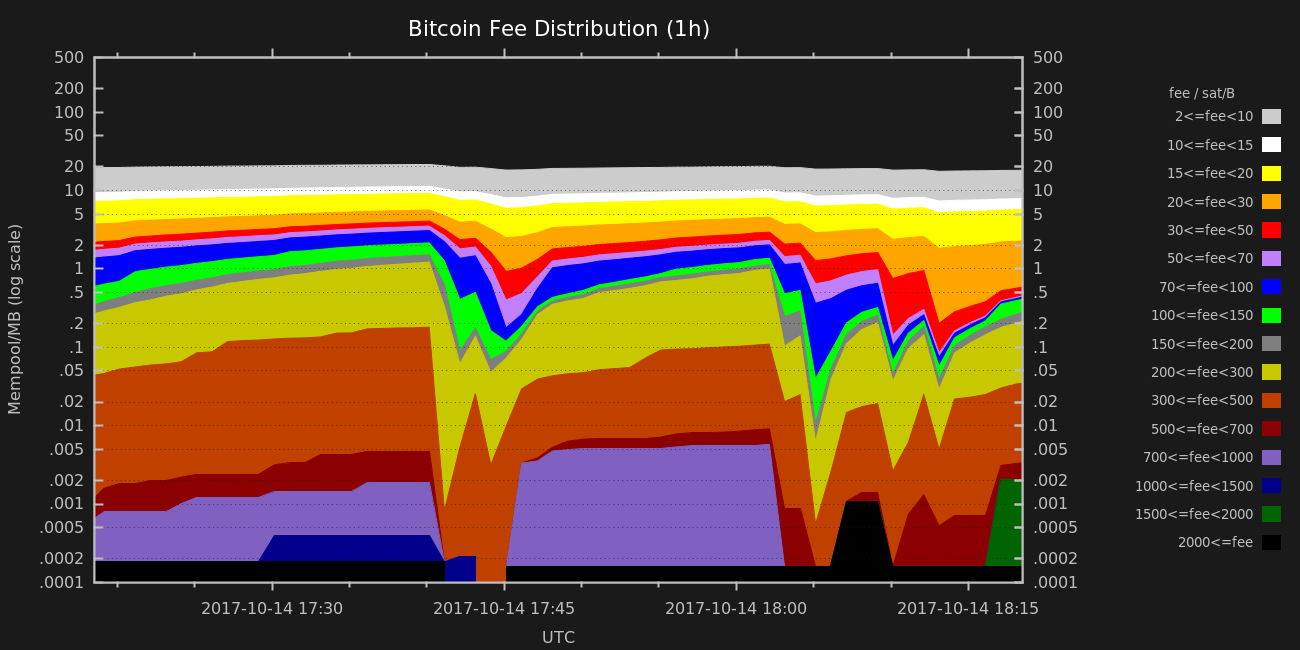 Bitcoin Fee Distribution (1h)
500
200
100
50
20
10
5
2
1
.5
.2
.1
.05
.02
.01
.005
.002
.001
.0005
.0002
.0001
Mempool/MB (log scale)
500
200
100
50
20
10
5
2
1
.5
.2
.1
.05
.02
.01
.005
.002
.001
.0005
.0002
.0001
2017-10-14 17:30
2017-10-14 17:45
2017-10-14 18:00
2017-10-14 18:15
UTC
fee / sat/B
2<=fee<10
10<=fee<15
15<=fee<20
20<=fee<30
30<=fee<50
50<=fee<70
70<=fee<100
100<=fee<150
150<=fee<200
200<=fee<300
300<=fee<500
500<=fee<700
700<=fee<1000
1000<=fee<1500
1500<=fee<2000
2000<=fee